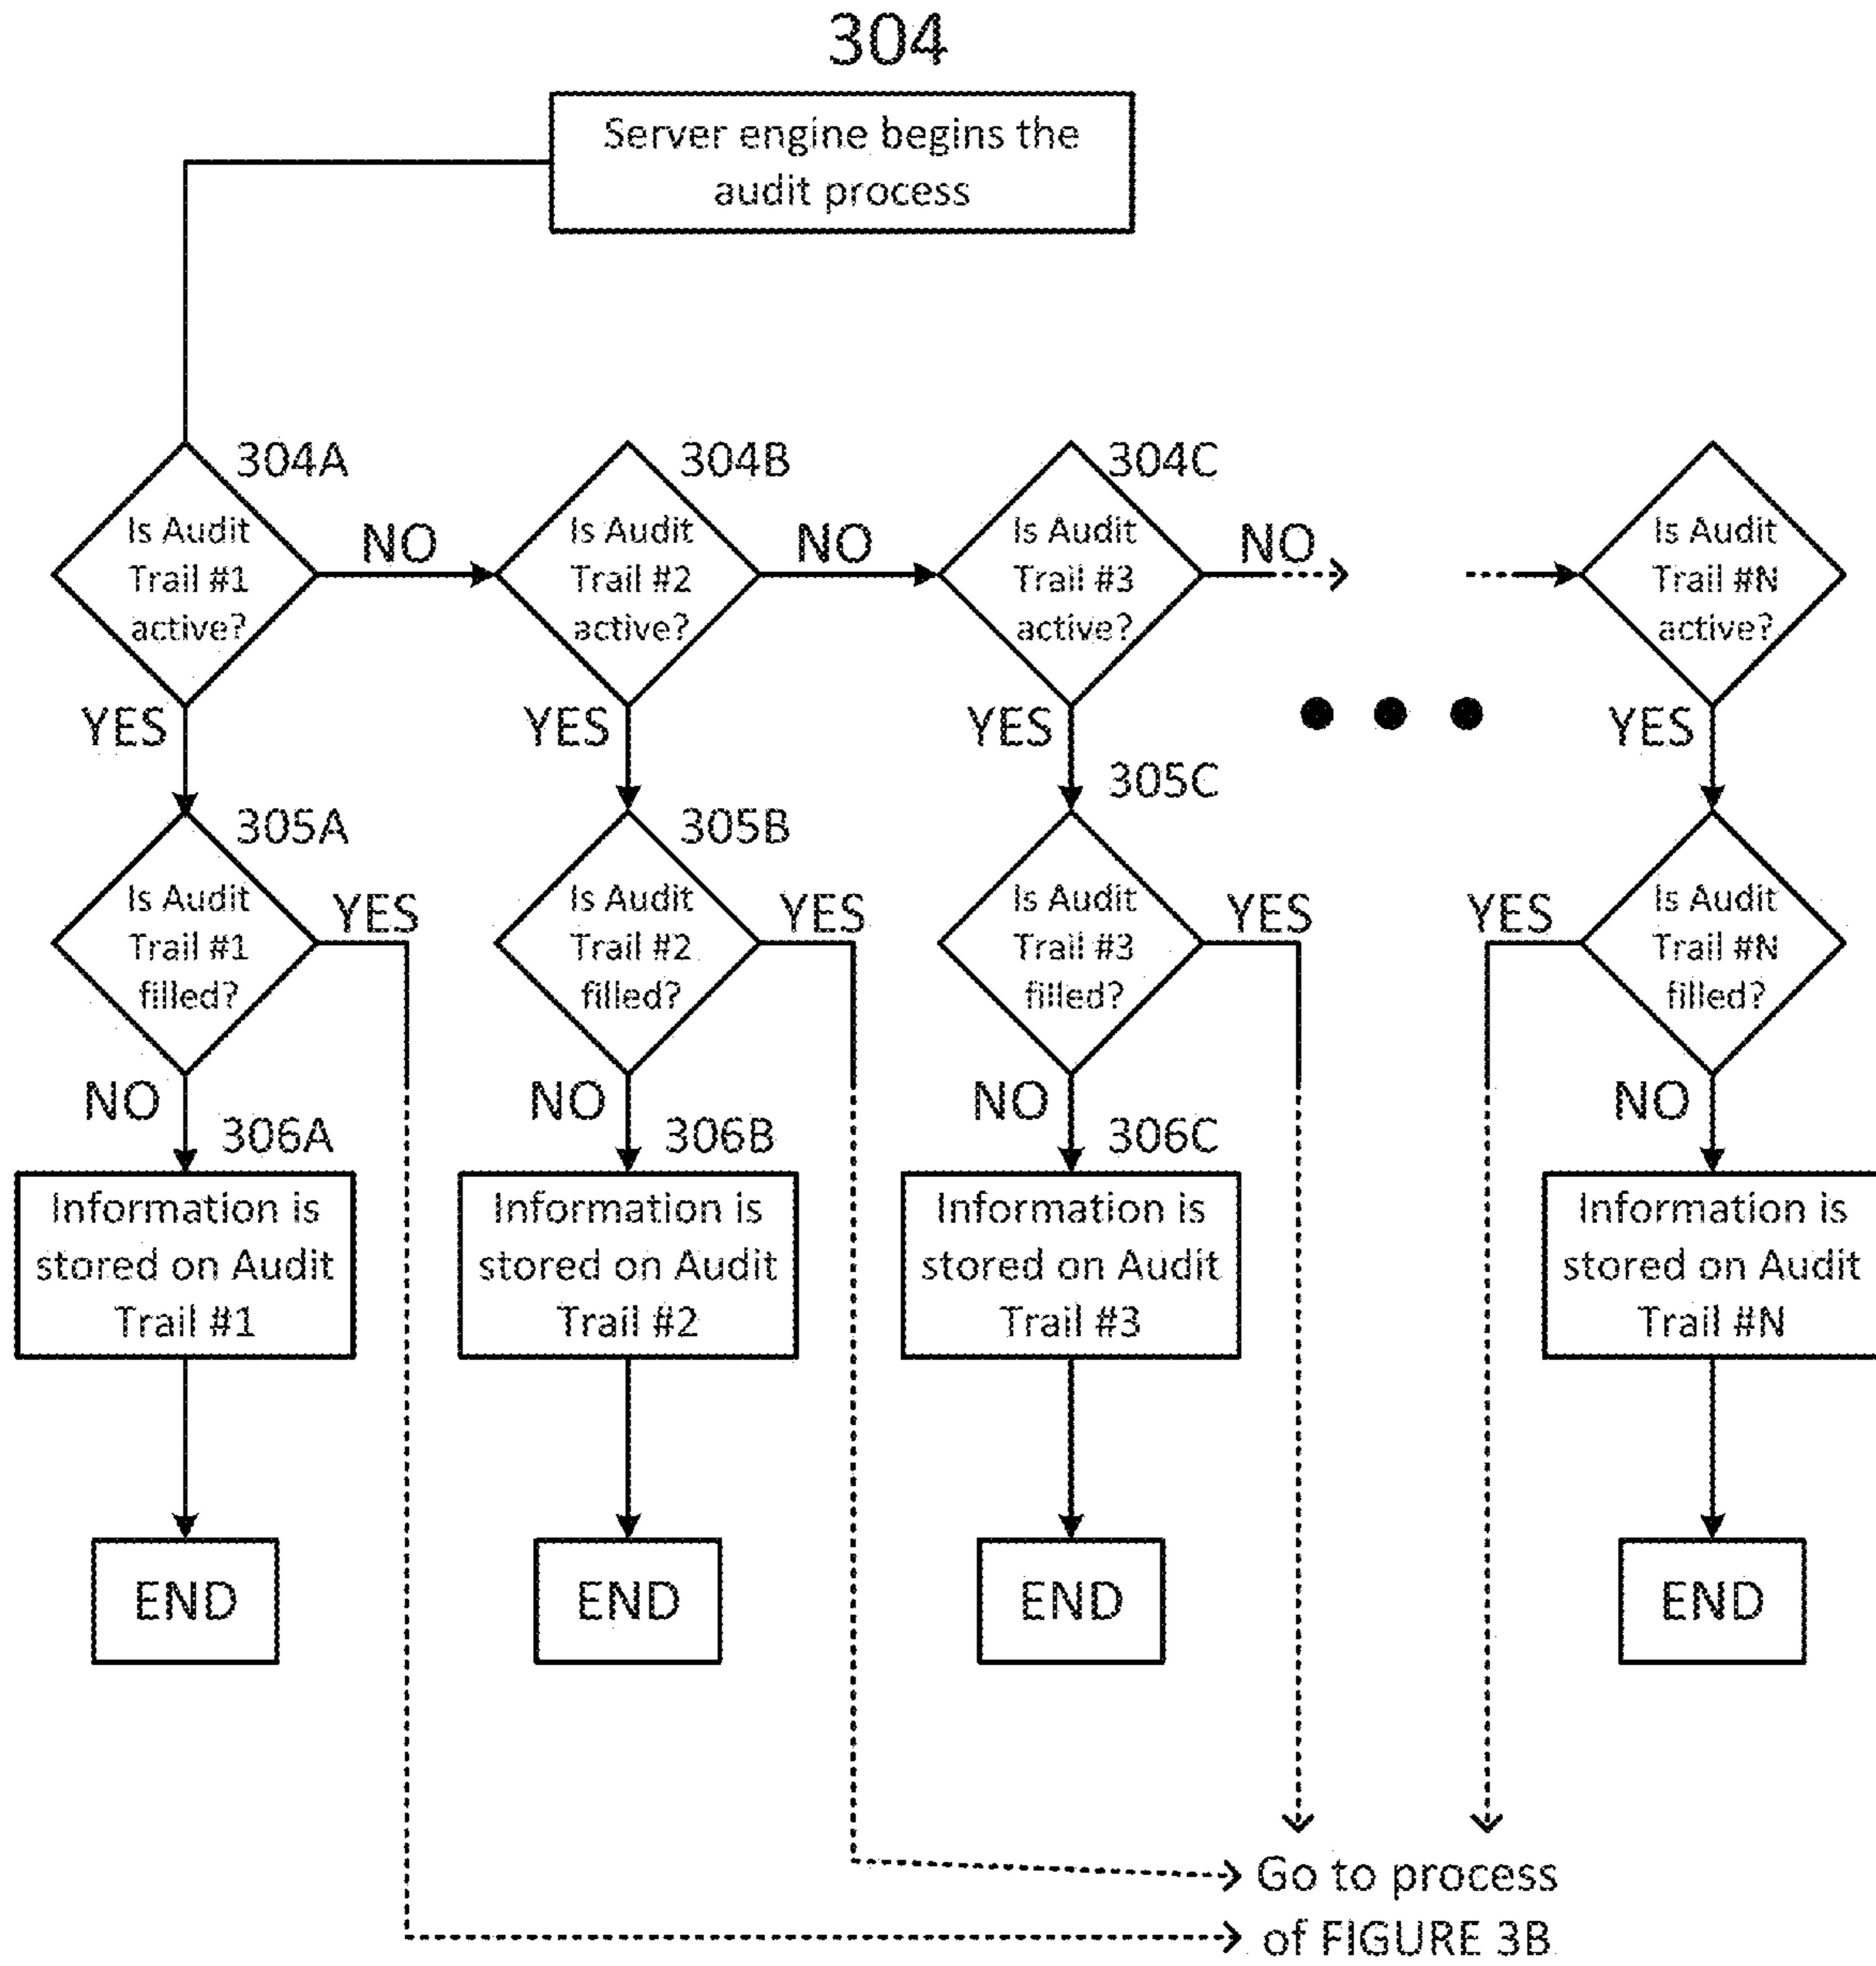 304
Server engine begins the
audit process
304A
304B
304C
Is Audit
Trail #1
active?
NO
Is Audit
Trail #2
active?
NO
Is Audit
Trail #3
active?
NO
Is Audit
Trail #N
active?
YES
YES
YES
YES
305A
305B
305C
Is Audit
Trail #1
filled?
YES
Is Audit
Trail #2
filled?
YES
Is Audit
Trail #3
filled?
YES
YES
Is Audit
Trail #N
filled?
NO
NO
NO
NO
306A
306B
306C
Information is
stored on Audit
Trail #1
Information is
stored on Audit
Trail #2
Information is
stored on Audit
Trail #3
Information is
stored on Audit
Trail #N
END
END
END
END
Go to process
of FIGURE 3B